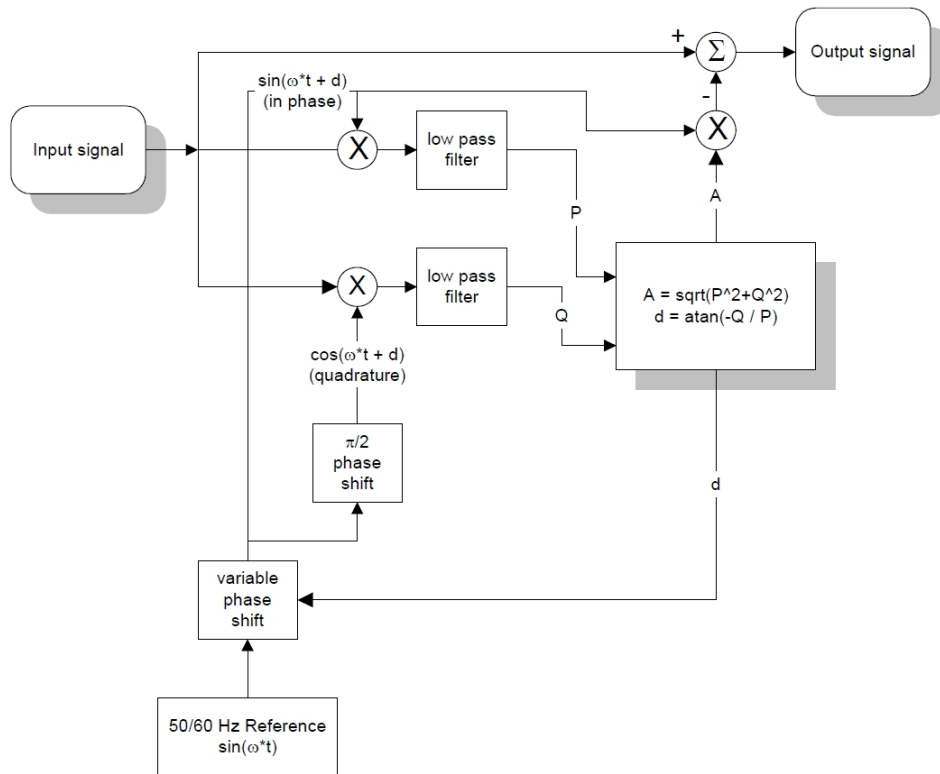 +
Σ
Output signal
sin(ω*t + d)
(in phase)
-
Input signal
X
low pass
filter
X
A
P
X
low pass
filter
A = sqrt(P^2+Q^2)
d = atan(-Q / P)
Q
cos(ω*t + d)
(quadrature)
π/2
phase
shift
d
variable
phase
shift
50/60 Hz Reference
sin(ω*t)